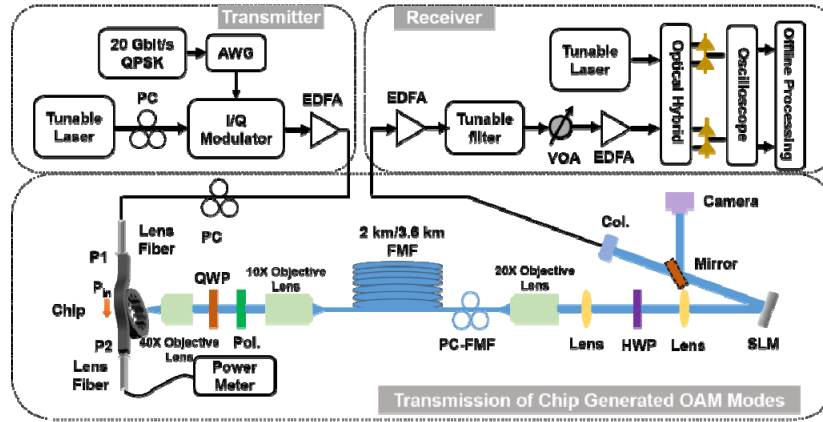 Transmitter
20 Gbit/s
QPSK
AWG
PC
Tunable
Laser
I/Q
Modulator
EDFA
Receiver
Tunable
Laser
EDFA
Tunable
filter
VOA
EDFA
Optical Hybrid
Oscilloscope
Offline Processing
PC
Lens
Fiber
P1
Pin
Chip
P2
Lens
Fiber
40X Objective
Lens
QWP
Pol.
10X Objective
Lens
Power
Meter
2 km/3.6 km
FMF
PC-FMF
20X Objective
Lens
Lens
HWP
Lens
Col.
Camera
Mirror
SLM
Transmission of Chip Generated OAM Modes